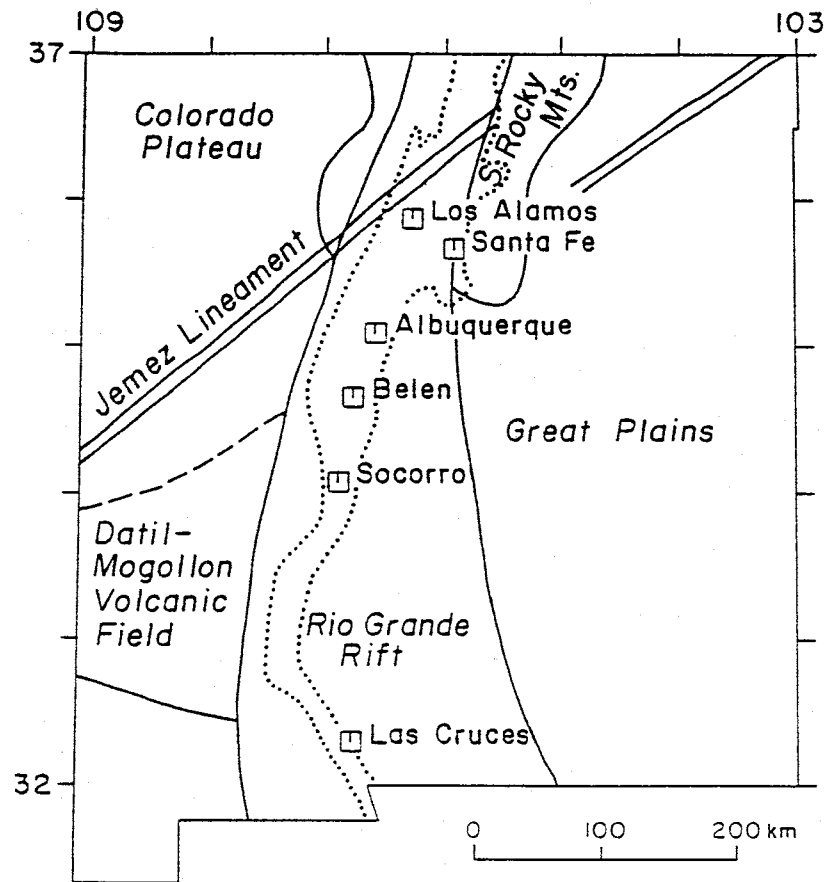 109
103
37
Colorado
Plateau
S. Rocky
Mts.
Los Alamos
Santa Fe
Jemez Lineament
Albuquerque
Belen
Great Plains
Socorro
Datil-
Mogollon
Volcanic
Field
Rio Grande
Rift
Las Cruces
32
0 100 200 km